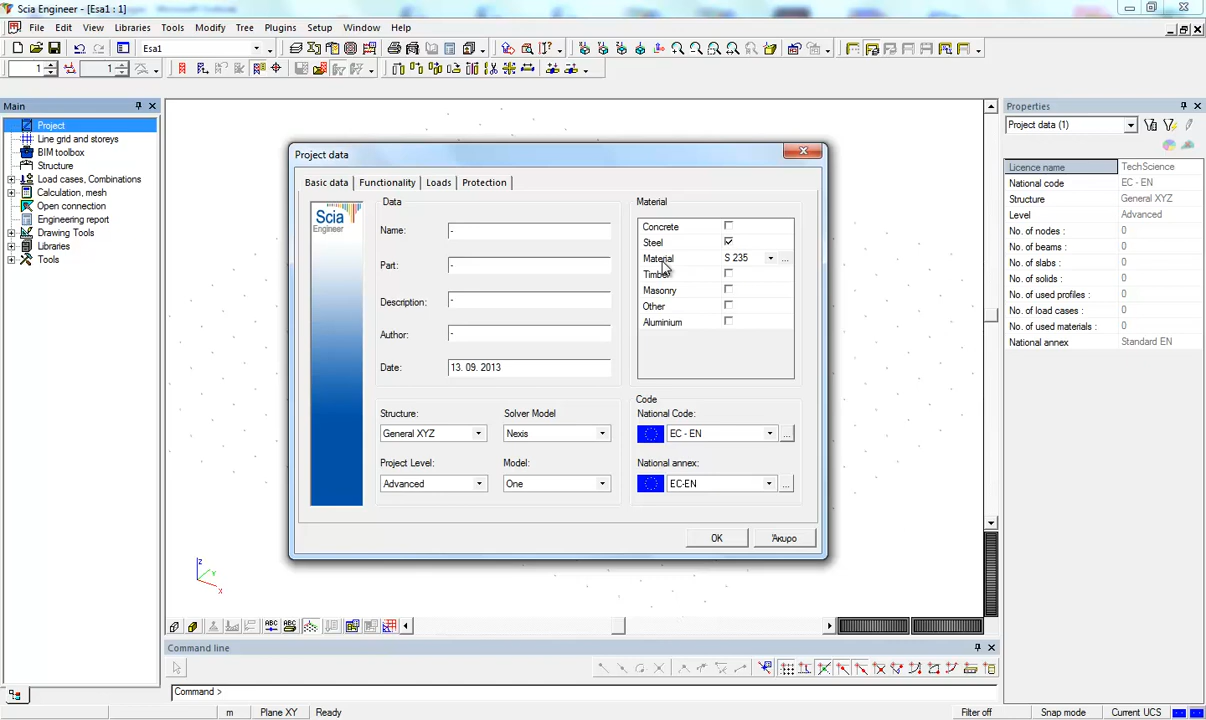 Scia Engineer - [Esa1 : 1]
File Edit View Libraries Tools Modify Tree Plugins Setup Window Help
Esa1
1 1
Main
Project
Line grid and storeys
BIM toolbox
Structure
Load cases, Combinations
Calculation, mesh
Open connection
Engineering report
Drawing Tools
Libraries
Tools
Project data
Basic data Functionality Loads Protection
Scia
Engineer
Data
Name: -
Part: -
Description: -
Author: -
Date: 13. 09. 2013
Structure: Solver Model
General XYZ Nexis
Project Level: Model:
Advanced One
Material
Concrete
Steel
Material S 235 ...
Timber
Masonry
Other
Aluminium
Code
National Code:
EC - EN ...
National annex:
EC-EN ...
OK Άκυρο
Properties
Project data (1)
Licence name TechScience
National code EC - EN
Structure General XYZ
Level Advanced
No. of nodes : 0
No. of beams : 0
No. of slabs : 0
No. of solids : 0
No. of used profiles : 0
No. of load cases : 0
No. of used materials : 0
National annex Standard EN
z
Y
X
ABC ABC
Command line
Command >
m Plane XY Ready Filter off Snap mode Current UCS